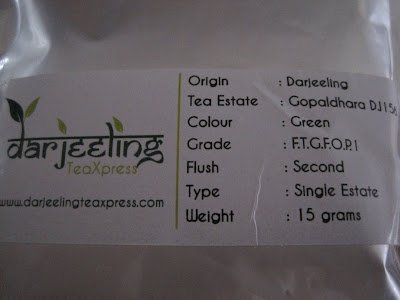 darjeeling
TeaXpress
www.darjeelingteaxpress.com
Origin : Darjeeling
Tea Estate : Gopaldhara DJ156
Colour : Green
Grade : F.T.G.F.O.P.1
Flush : Second
Type : Single Estate
Weight : 15 grams